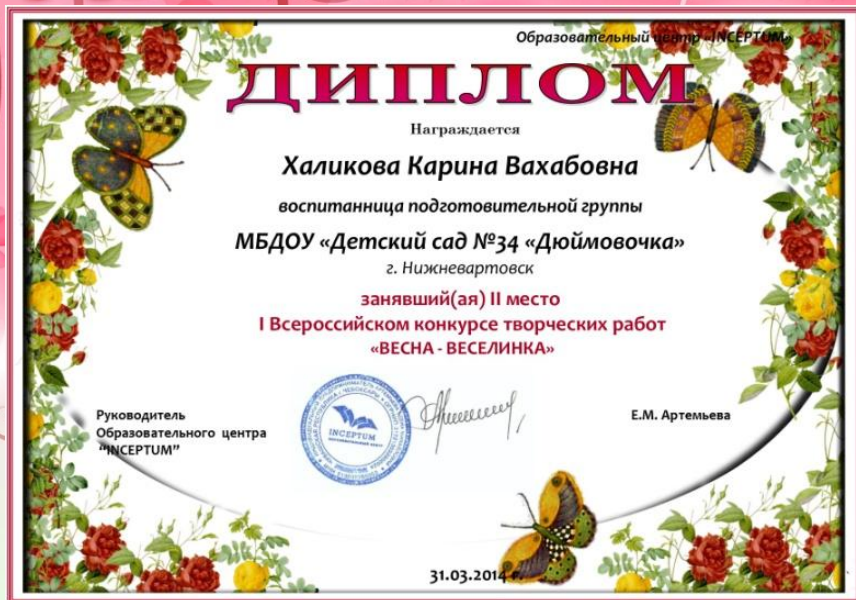 Образовательный центр «INCEPTUM»
ДИПЛОМ
Награждается
Халикова Карина Вахабовна
воспитанница подготовительной группы
МБДОУ «Детский сад №34 «Дюймовочка»
г. Нижневартовск
занявший(ая) II место
I Всероссийском конкурсе творческих работ
«ВЕСНА - ВЕСЕЛИНКА»
Руководитель
Образовательного центра
"INCEPTUM"
INCEPTUM
Е.М. Артемьева
31.03.2014 г.